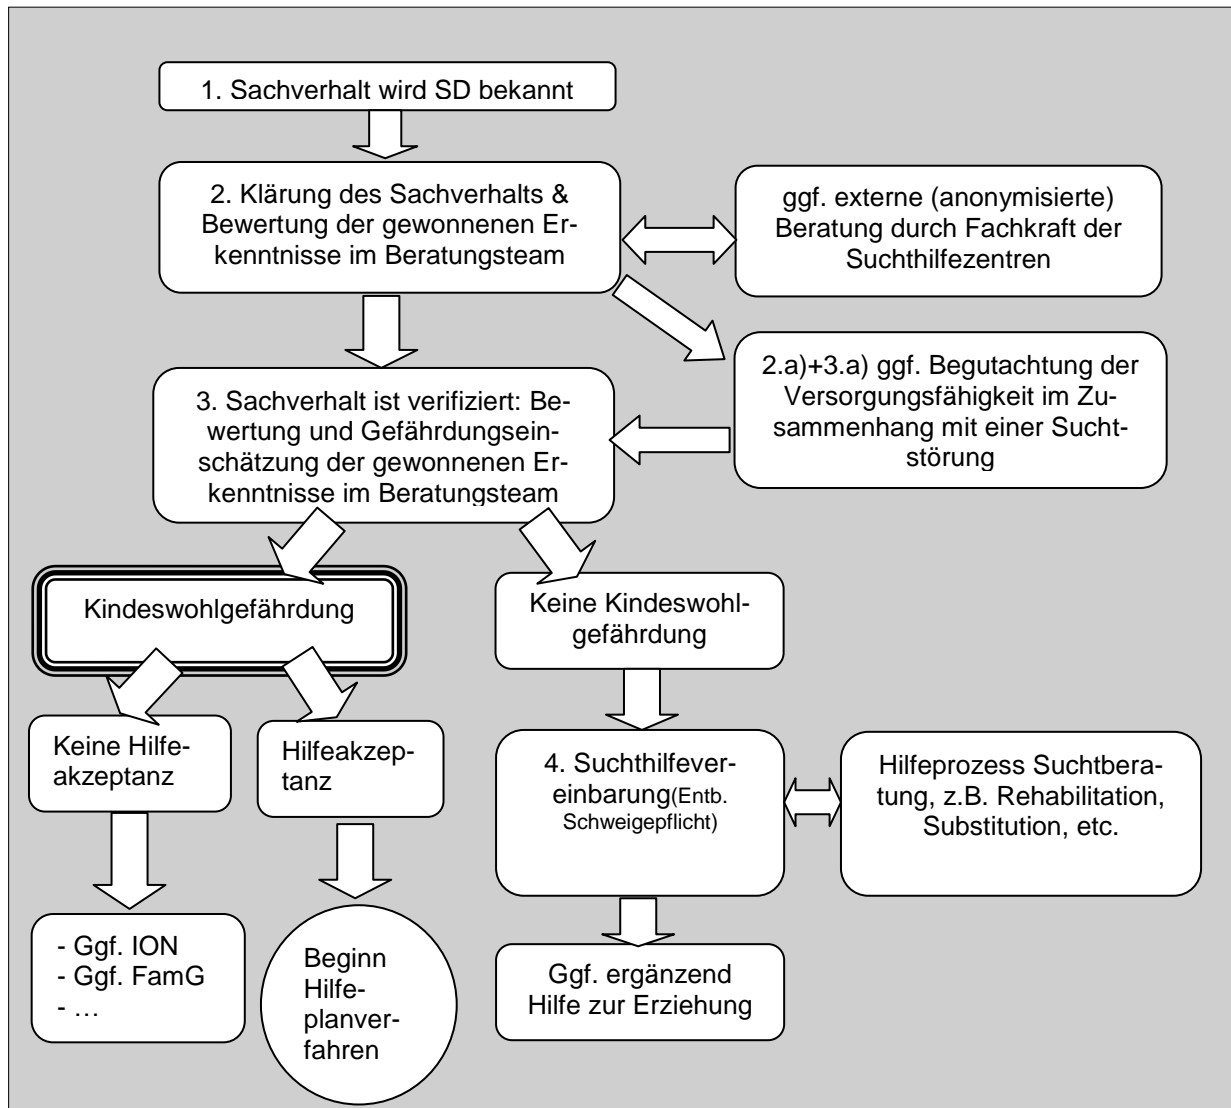 1. Sachverhalt wird SD bekannt
2. Klärung des Sachverhalts &
Bewertung der gewonnenen Er-
kenntnisse im Beratungsteam
ggf. externe (anonymisierte)
Beratung durch Fachkraft der
Suchthilfezentren
2.a)+3.a) ggf. Begutachtung der
Versorgungsfähigkeit im Zu-
sammenhang mit einer Sucht-
störung
3. Sachverhalt ist verifiziert: Be-
wertung und Gefährdungsein-
schätzung der gewonnenen Er-
kenntnisse im Beratungsteam
Kindeswohlgefährdung
Keine Kindeswohl-
gefährdung
Keine Hilfe-
akzeptanz
Hilfeakzep-
tanz
4. Suchthilfever-
einbarung(Entb.
Schweigepflicht)
Hilfeprozess Suchtbera-
tung, z.B. Rehabilitation,
Substitution, etc.
- Ggf. ION
- Ggf. FamG
- …
Beginn
Hilfe-
planver-
fahren
Ggf. ergänzend
Hilfe zur Erziehung